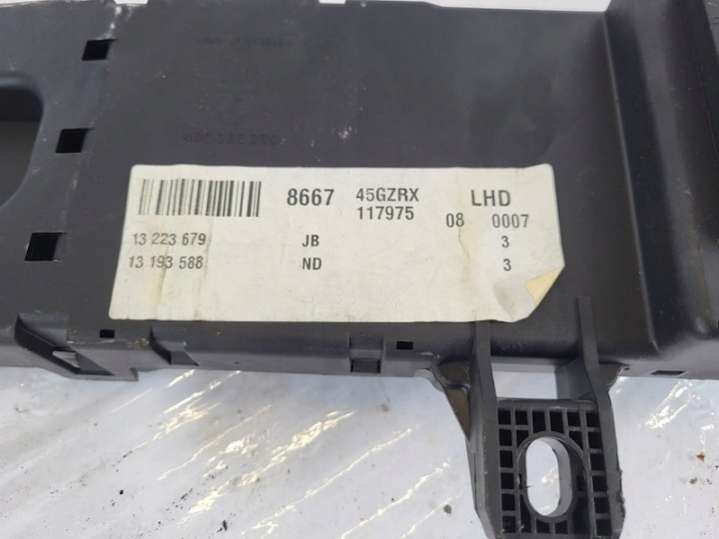 8667 45GZRX LHD
117975 08 0007
13 223 679 JB 3
13 193 588 ND 3